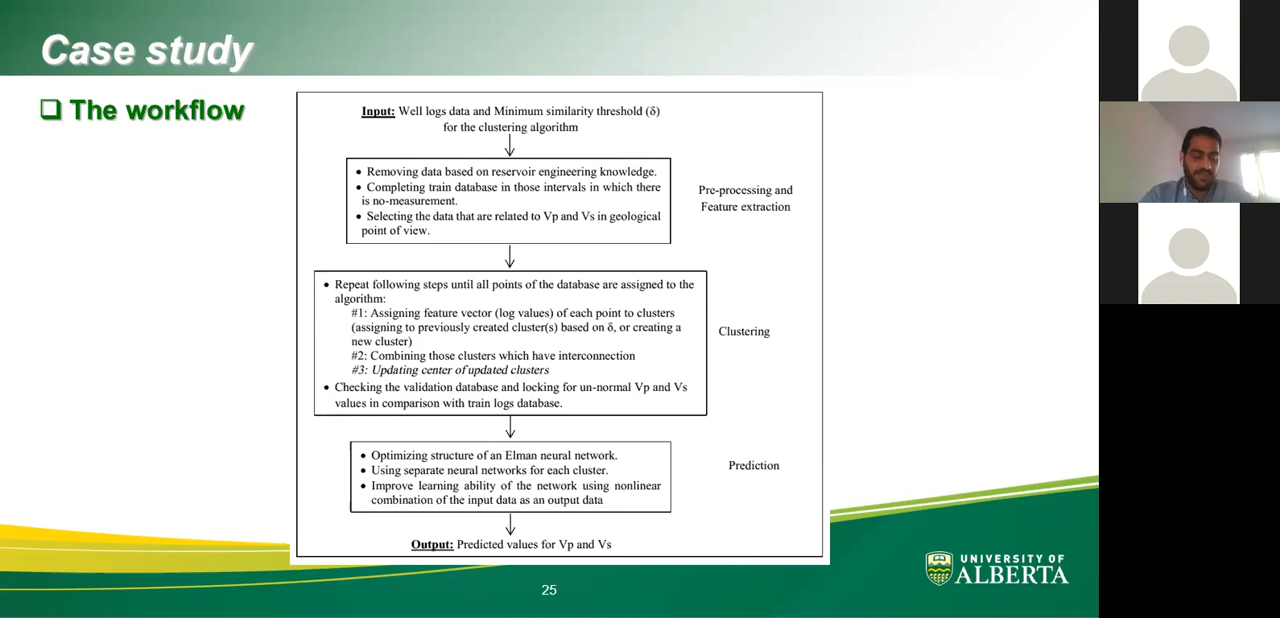 Case study
❑ The workflow
Input: Well logs data and Minimum similarity threshold (δ)
for the clustering algorithm
• Removing data based on reservoir engineering knowledge.
• Completing train database in those intervals in which there
is no-measurement.
• Selecting the data that are related to Vp and Vs in geological
point of view.
Pre-processing and
Feature extraction
• Repeat following steps until all points of the database are assigned to the
algorithm:
#1: Assigning feature vector (log values) of each point to clusters
(assigning to previously created cluster(s) based on δ, or creating a
new cluster)
#2: Combining those clusters which have interconnection
#3: Updating center of updated clusters
• Checking the validation database and locking for un-normal Vp and Vs
values in comparison with train logs database.
Clustering
• Optimizing structure of an Elman neural network.
• Using separate neural networks for each cluster.
• Improve learning ability of the network using nonlinear
combination of the input data as an output data
Prediction
Output: Predicted values for Vp and Vs
25
UNIVERSITY OF
ALBERTA